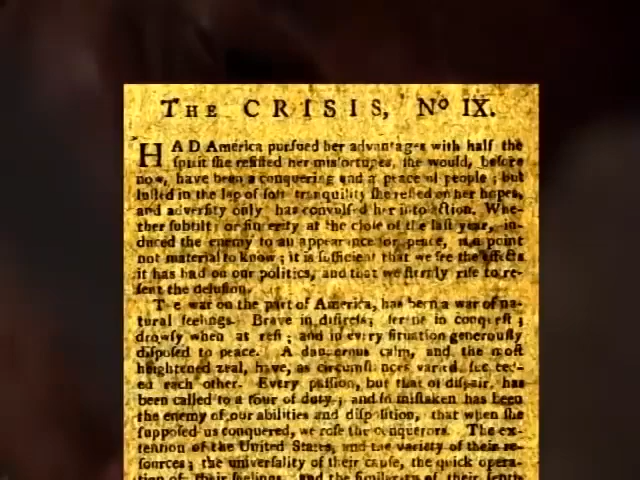 THE CRISIS, No IX.
HAD America pursued her advantages with half the
spirit she resisted her misfortunes, she would, before
now, have been a conquering and a peaceful people; but
lulled in the lap of soft tranquility she rested on her hopes,
and adversity only has convulsed her into action. Whe-
ther subtilty or sincerity at the close of the last year, in-
duced the enemy to an appearance for peace, is a point
not material to know; it is sufficient that we see the effects
it has had on our politics, and that we sternly rise to re-
sent the delusion.
The war on the part of America, has been a war of na-
tural feelings. Brave in distress; serene in conquest;
drowsy when at rest; and in every situation generously
disposed to peace. A dangerous calm, and the most
heightened zeal, have, as circumstances varied, succeed-
ed each other. Every passion, but that of despair, has
been called to a tour of duty; and so mistaken has been
the enemy of our abilities and disposition, that when she
supposed us conquered, we rose the conquerors. The ex-
tension of the United States, and the variety of their re-
sources; the universality of their cause, the quick opera-
tion of their feelings, and the similarity of their